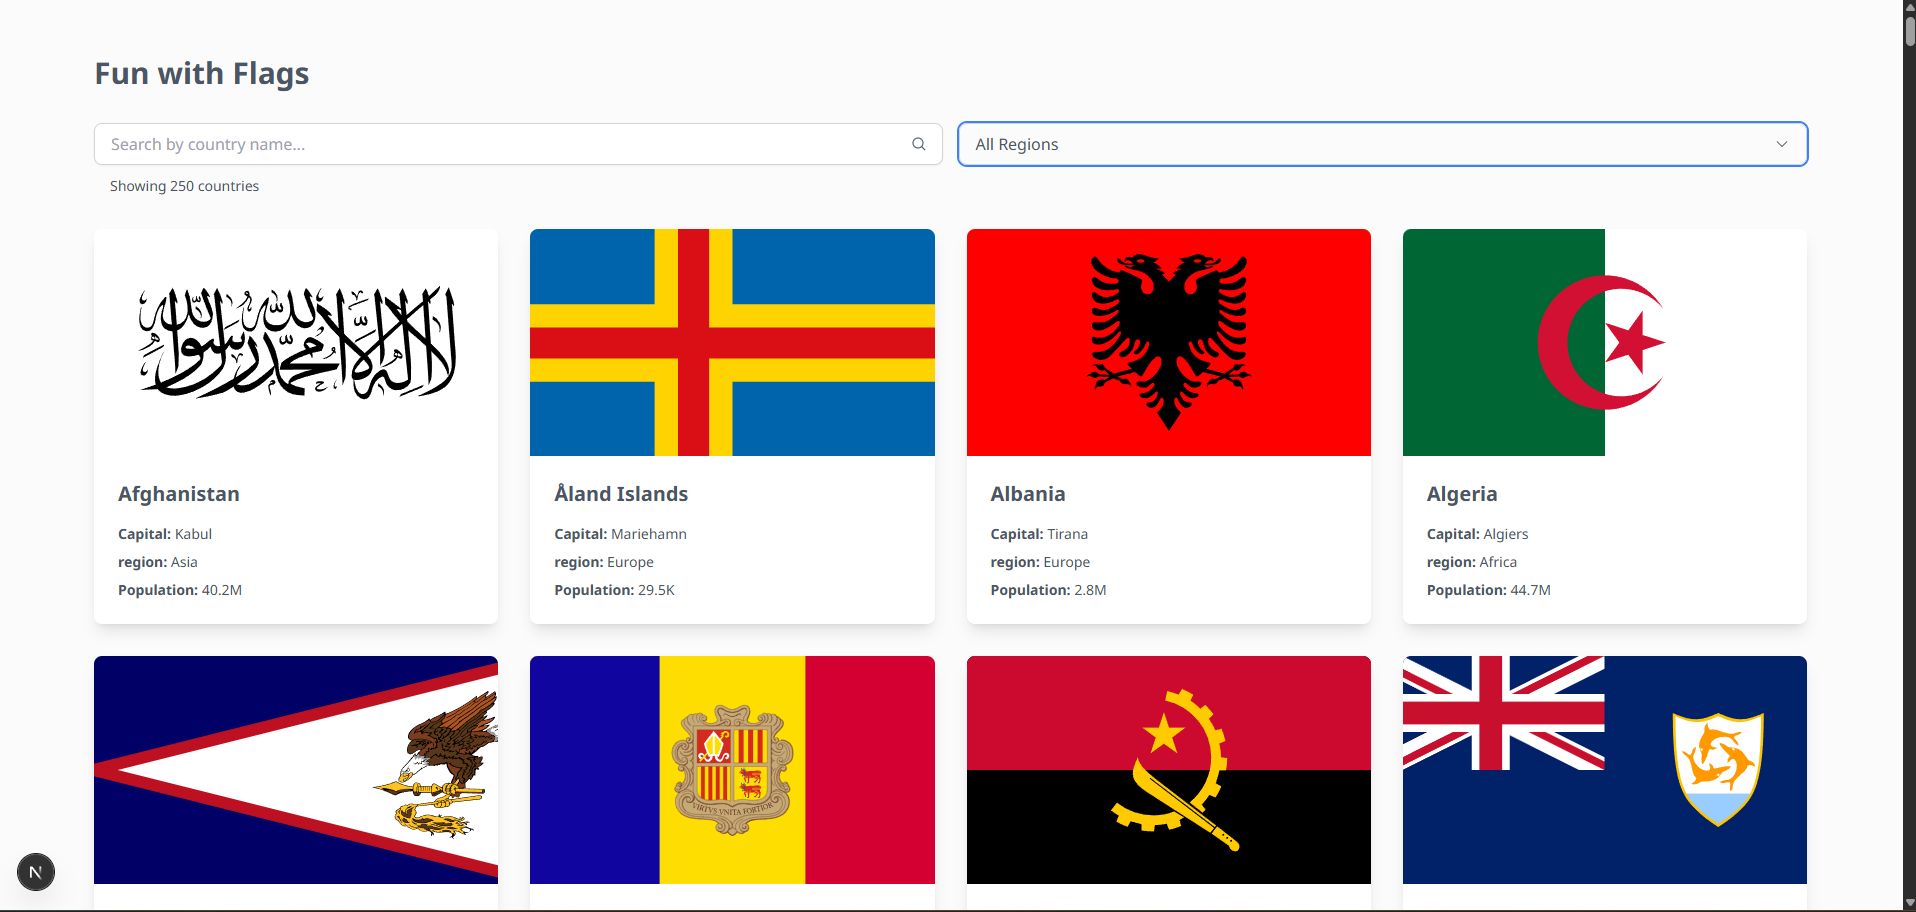 Fun with Flags
Search by country name...
All Regions
Showing 250 countries
لا إله إلا الله محمد رسول الله
Afghanistan
Capital: Kabul
region: Asia
Population: 40.2M
Åland Islands
Capital: Mariehamn
region: Europe
Population: 29.5K
Albania
Capital: Tirana
region: Europe
Population: 2.8M
Algeria
Capital: Algiers
region: Africa
Population: 44.7M
VIRTVS VNITA FORTIOR
N